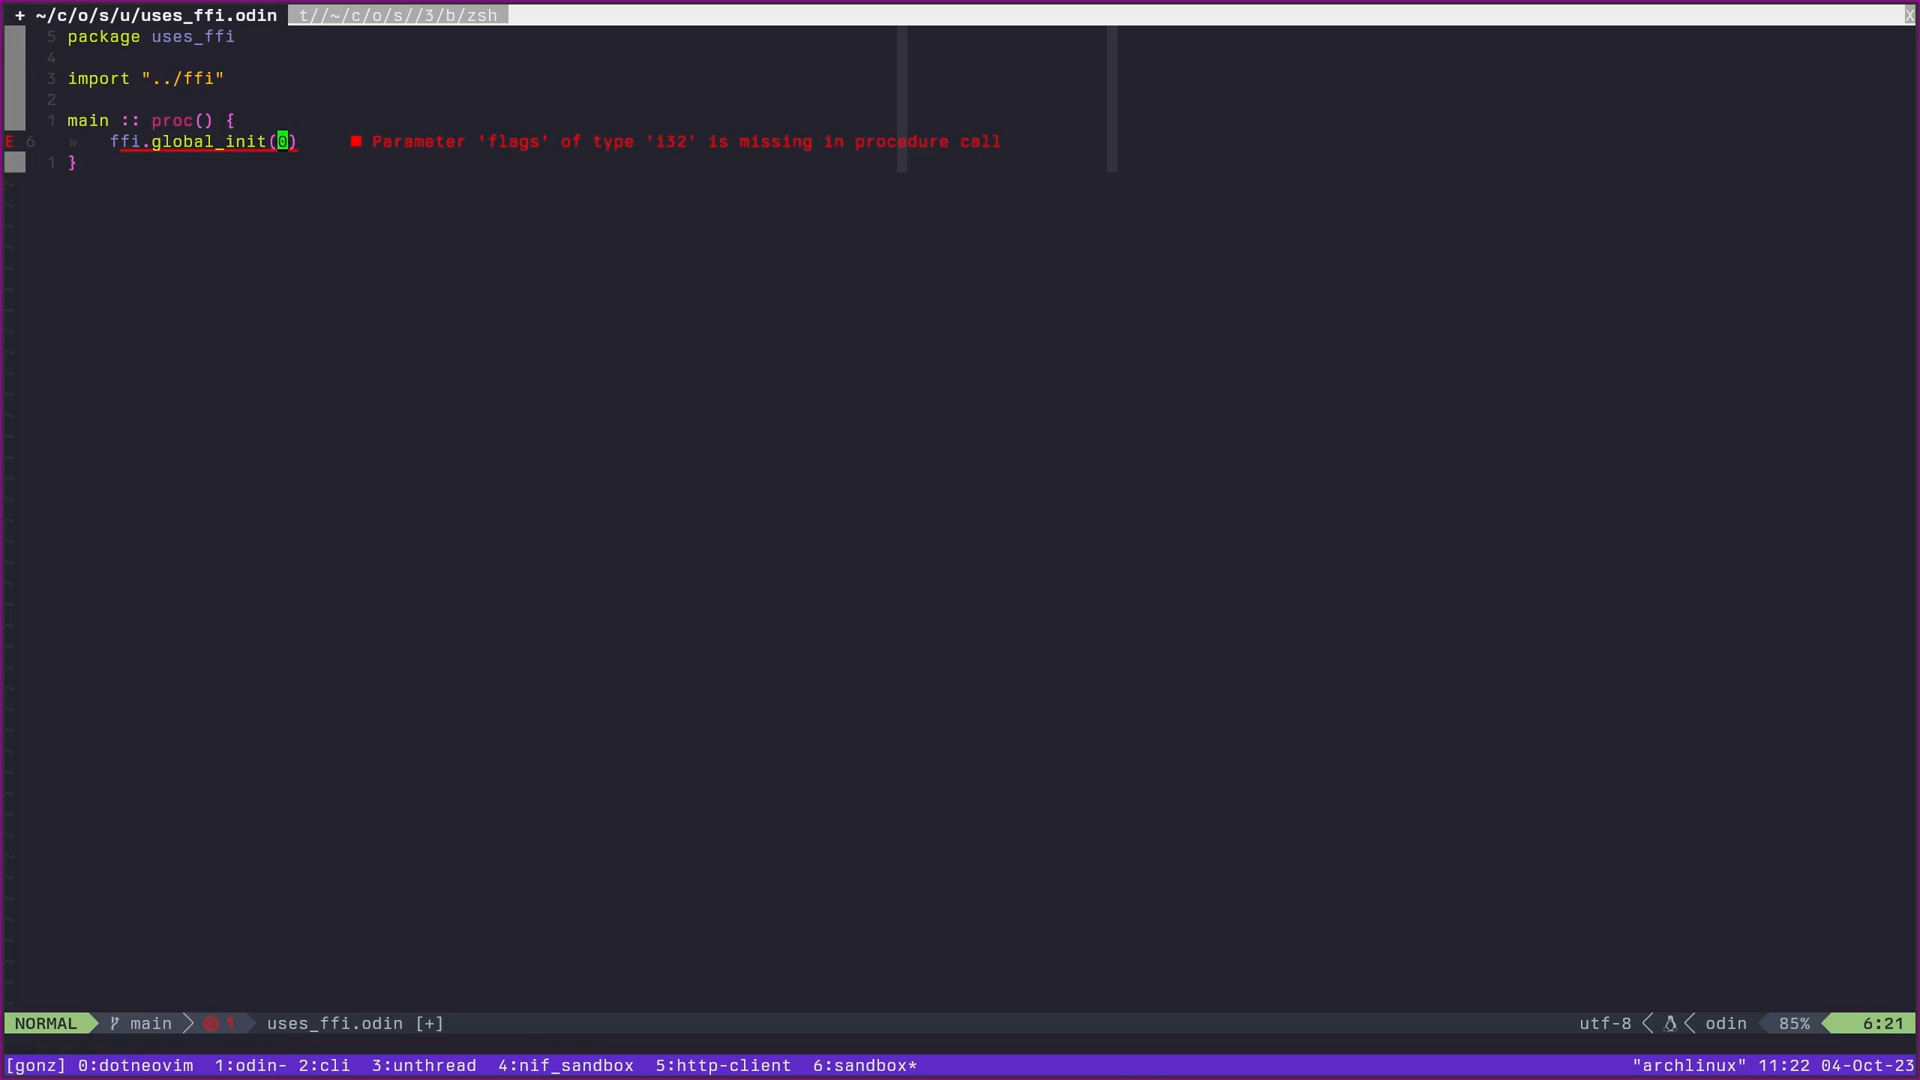 + ~/c/o/s/u/uses_ffi.odin t//~/c/o/s//3/b/zsh X
5 package uses_ffi
4
3 import "../ffi"
2
1 main :: proc() {
E 6 » ffi.global_init(0) ■ Parameter 'flags' of type 'i32' is missing in procedure call
1 }
NORMAL main 1 uses_ffi.odin [+] utf-8 odin 85% 6:21
[gonz] 0:dotneovim 1:odin- 2:cli 3:unthread 4:nif_sandbox 5:http-client 6:sandbox* "archlinux" 11:22 04-Oct-23